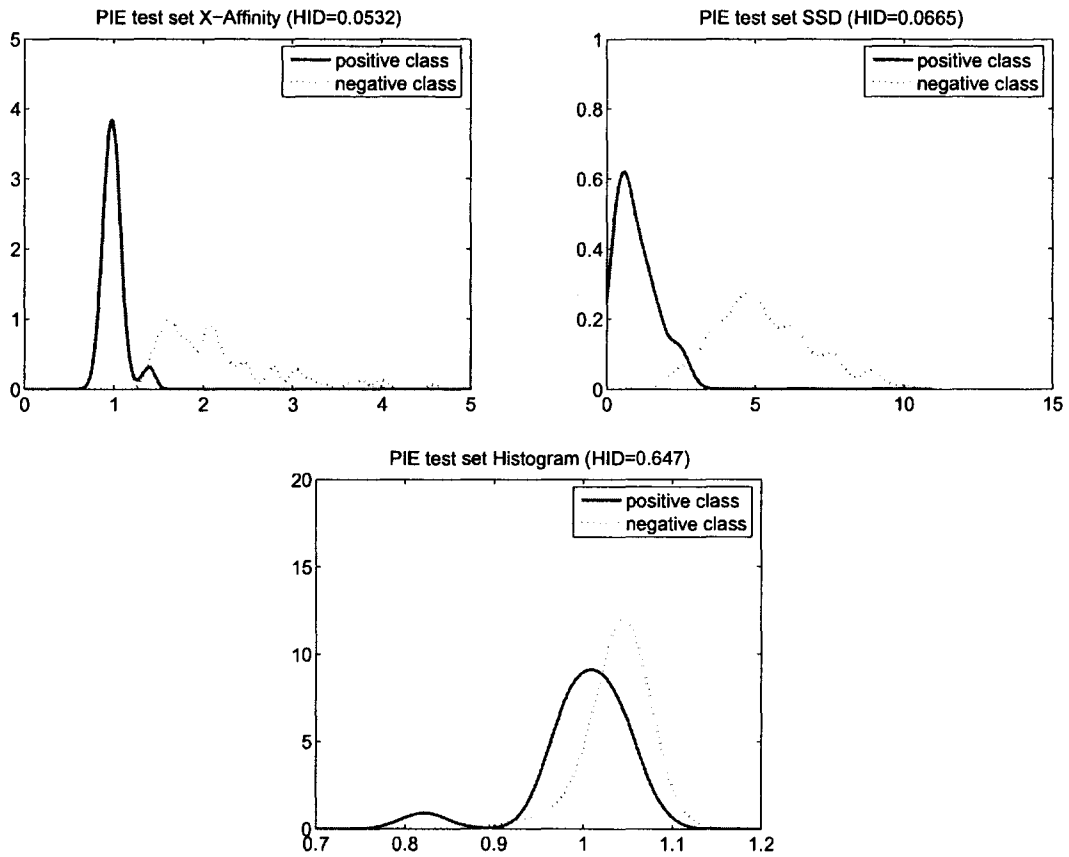 PIE test set X−Affinity (HID=0.0532)
5
4
3
2
1
0
0 1 2 3 4 5
positive class
negative class
PIE test set SSD (HID=0.0665)
1
0.8
0.6
0.4
0.2
0
0 5 10 15
positive class
negative class
PIE test set Histogram (HID=0.647)
20
15
10
5
0
0.7 0.8 0.9 1 1.1 1.2
positive class
negative class